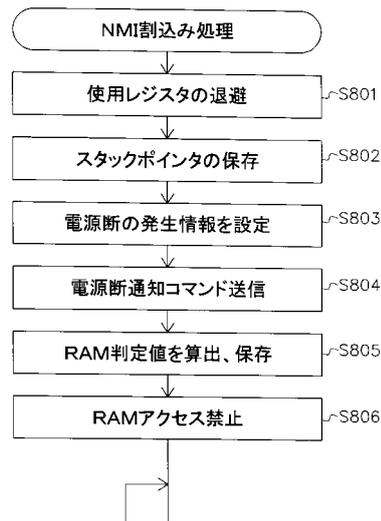 NMI割込み処理
使用レジスタの退避
S801
スタックポインタの保存
S802
電源断の発生情報を設定
S803
電源断通知コマンド送信
S804
RAM判定値を算出、保存
S805
RAMアクセス禁止
S806